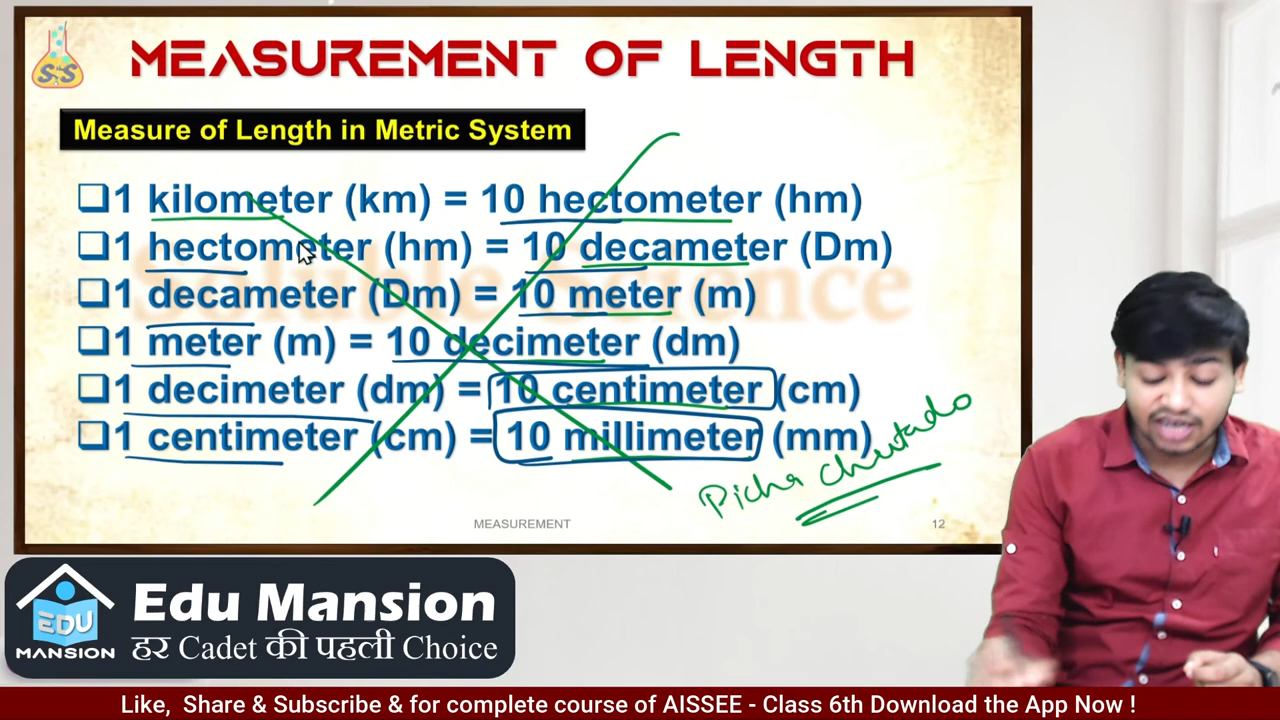 S S
MEASUREMENT OF LENGTH
Measure of Length in Metric System
❑1 kilometer (km) = 10 hectometer (hm)
❑1 hectometer (hm) = 10 decameter (Dm)
❑1 decameter (Dm) = 10 meter (m)
❑1 meter (m) = 10 decimeter (dm)
❑1 decimeter (dm) = 10 centimeter (cm)
❑1 centimeter (cm) = 10 millimeter (mm)
Picha
MEASUREMENT
12
EDU
MANSION
Edu Mansion
हर Cadet की पहली Choice
Like, Share & Subscribe & for complete course of AISSEE - Class 6th Download the App Now !